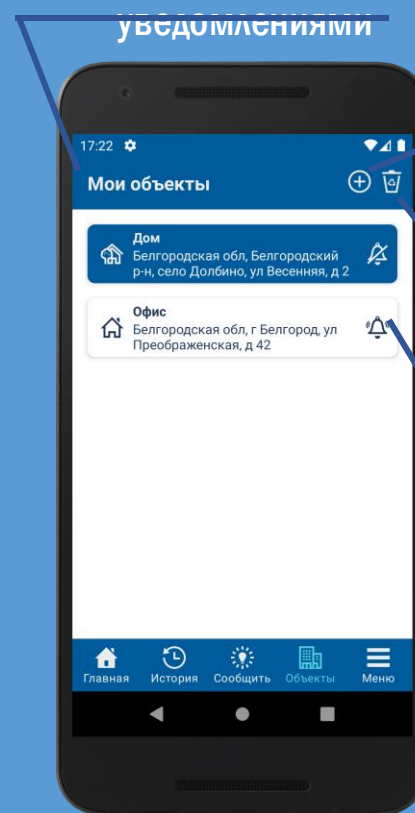 уведомлениями
17:22
Мои объекты
Дом
Белгородская обл, Белгородский
р-н, село Долбино, ул Весенняя, д 2
Офис
Белгородская обл, г Белгород, ул
Преображенская, д 42
Главная История Сообщить Объекты Меню